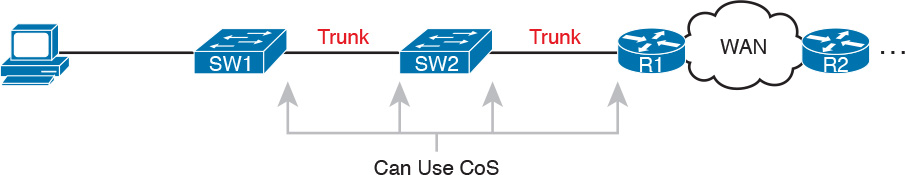 Trunk
Trunk
SW1
SW2
R1
WAN
R2
...
Can Use CoS